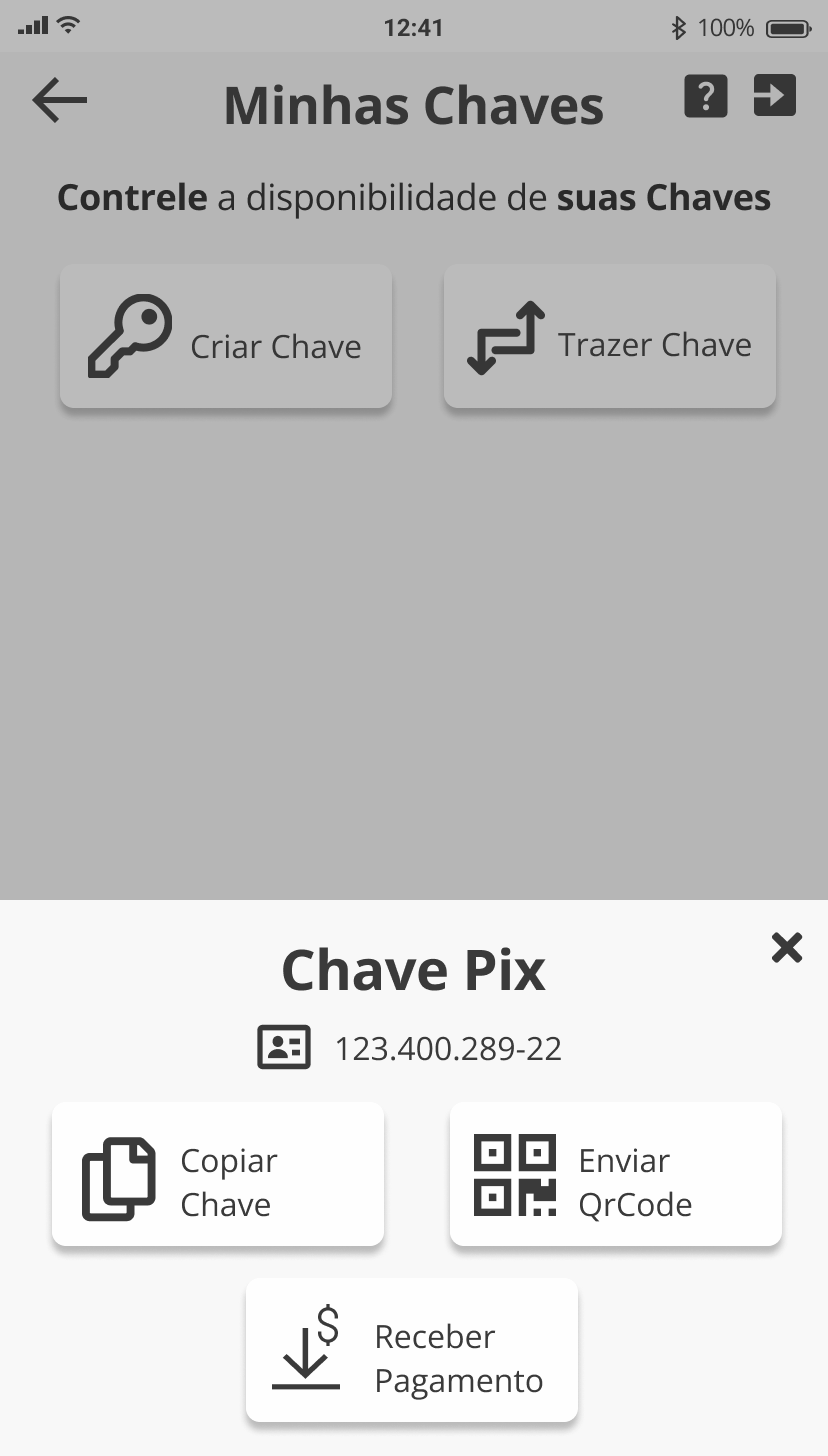 12:41
100%
Minhas Chaves
?
Contrele a disponibilidade de suas Chaves
Criar Chave
Trazer Chave
Chave Pix
123.400.289-22
Copiar
Chave
Enviar
QrCode
$
Receber
Pagamento